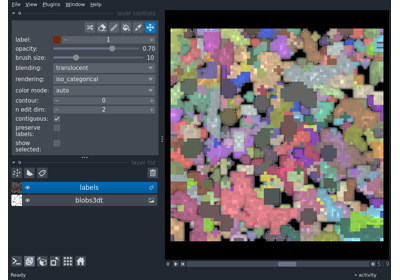 File View Plugins Window Help
layer controls
label: 1
opacity: 0.70
brush size: 10
blending: translucent
rendering: iso_categorical
color mode: auto
contour: 0
n edit dim: 2
contiguous:
preserve
labels:
show
selected:
layer list
labels
blobs3dt
Ready
activity